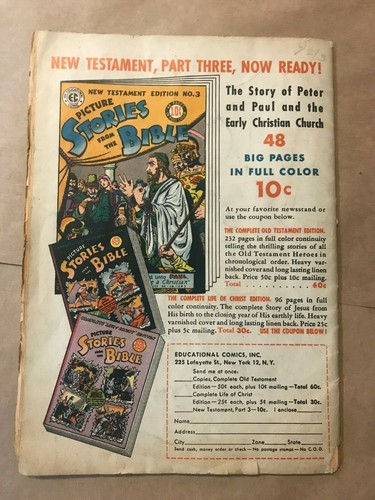 NEW TESTAMENT, PART THREE, NOW READY!
NEW TESTAMENT EDITION NO.3
EC
10¢
PICTURE
STORIES
FROM THE
BIBLE
The Story of Peter
and Paul and the
Early Christian Church
48
BIG PAGES
IN FULL COLOR
10c
At your favorite newsstand or
use the coupon below.
THE COMPLETE OLD TESTAMENT EDITION.
232 pages in full color continuity
telling the thrilling stories of all
the Old Testament Heroes in
chronological order. Heavy var-
nished cover and long lasting linen
back. Price 50c plus 10c mailing.
Total .................. 60c
PAUL
a Christian
PICTURE
STORIES
FROM THE
BIBLE
THE COMPLETE LIFE OF CHRIST EDITION. 96 pages in full
color continuity. The Complete Story of Jesus from
His birth to the closing year of His earthly life. Heavy
varnished cover and long lasting linen back. Price 25c
plus 5c mailing. Total 30c. USE THE COUPON BELOW!
PICTURE
STORIES
FROM THE
BIBLE
EDUCATIONAL COMICS, INC.
225 Lafayette St., New York 12, N. Y.
Send me at once:
____Copies, Complete Old Testament
Edition—50¢ each, plus 10¢ mailing—Total 60c.
____Complete Life of Christ
Edition—25¢ each, plus 5¢ mailing—Total 30c.
____New Testament, Part 3—10c. I enclose________
Name
Address
City Zone State
Send cash, money order or check — No postage stamps — No C.O.D.